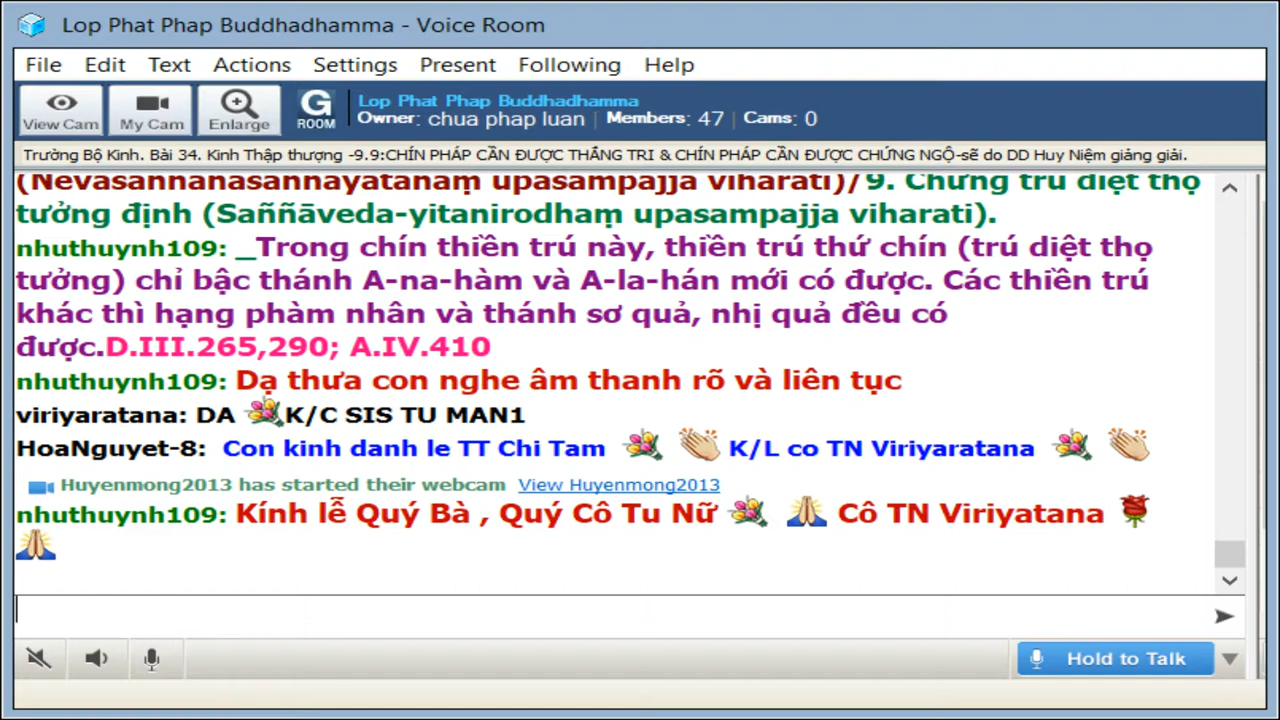 Lop Phat Phap Buddhadhamma - Voice Room
File Edit Text Actions Settings Present Following Help
View Cam My Cam Enlarge G ROOM Lop Phat Phap Buddhadhamma
Owner: chua phap luan | Members: 47 | Cams: 0
Trường Bộ Kinh. Bài 34. Kinh Thập thượng -9.9:CHÍN PHÁP CẦN ĐƯỢC THẮNG TRI & CHÍN PHÁP CẦN ĐƯỢC CHỨNG NGỘ-sẽ do DD Huy Niệm giảng giải.
(Nevasaññānāsaññāyatanaṃ upasampajja viharati)/9. Chứng trú diệt thọ
tưởng định (Saññāveda-yitanirodhaṃ upasampajja viharati).
nhuthuynh109: _Trong chín thiền trú này, thiền trú thứ chín (trú diệt thọ
tưởng) chỉ bậc thánh A-na-hàm và A-la-hán mới có được. Các thiền trú
khác thì hạng phàm nhân và thánh sơ quả, nhị quả đều có
được.D.III.265,290; A.IV.410
nhuthuynh109: Dạ thưa con nghe âm thanh rõ và liên tục
viriyaratana: DA K/C SIS TU MAN1
HoaNguyet-8: Con kinh danh le TT Chi Tam K/L co TN Viriyaratana
Huyenmong2013 has started their webcam View Huyenmong2013
nhuthuynh109: Kính lễ Quý Bà , Quý Cô Tu Nữ Cô TN Viriyatana
Hold to Talk